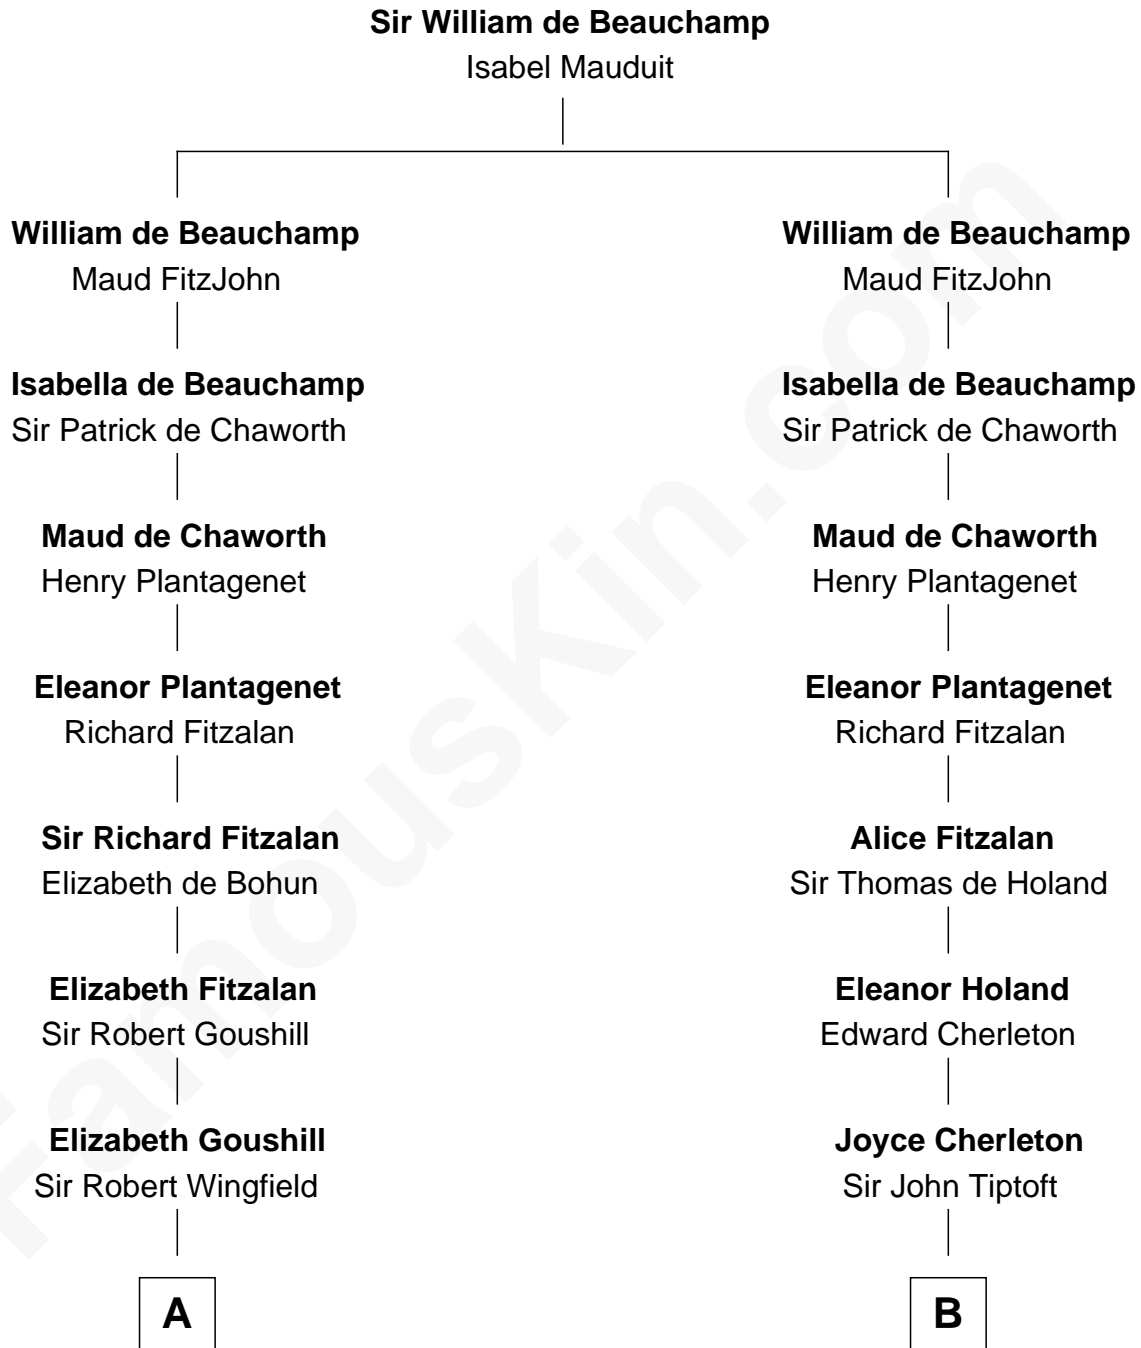 Sir William de Beauchamp
Isabel Mauduit
William de Beauchamp
Maud FitzJohn
William de Beauchamp
Maud FitzJohn
Isabella de Beauchamp
Sir Patrick de Chaworth
Isabella de Beauchamp
Sir Patrick de Chaworth
Maud de Chaworth
Henry Plantagenet
Maud de Chaworth
Henry Plantagenet
Eleanor Plantagenet
Richard Fitzalan
Eleanor Plantagenet
Richard Fitzalan
Sir Richard Fitzalan
Elizabeth de Bohun
Alice Fitzalan
Sir Thomas de Holand
Elizabeth Fitzalan
Sir Robert Goushill
Eleanor Holand
Edward Cherleton
Elizabeth Goushill
Sir Robert Wingfield
Joyce Cherleton
Sir John Tiptoft
A
B
FamousKin.com